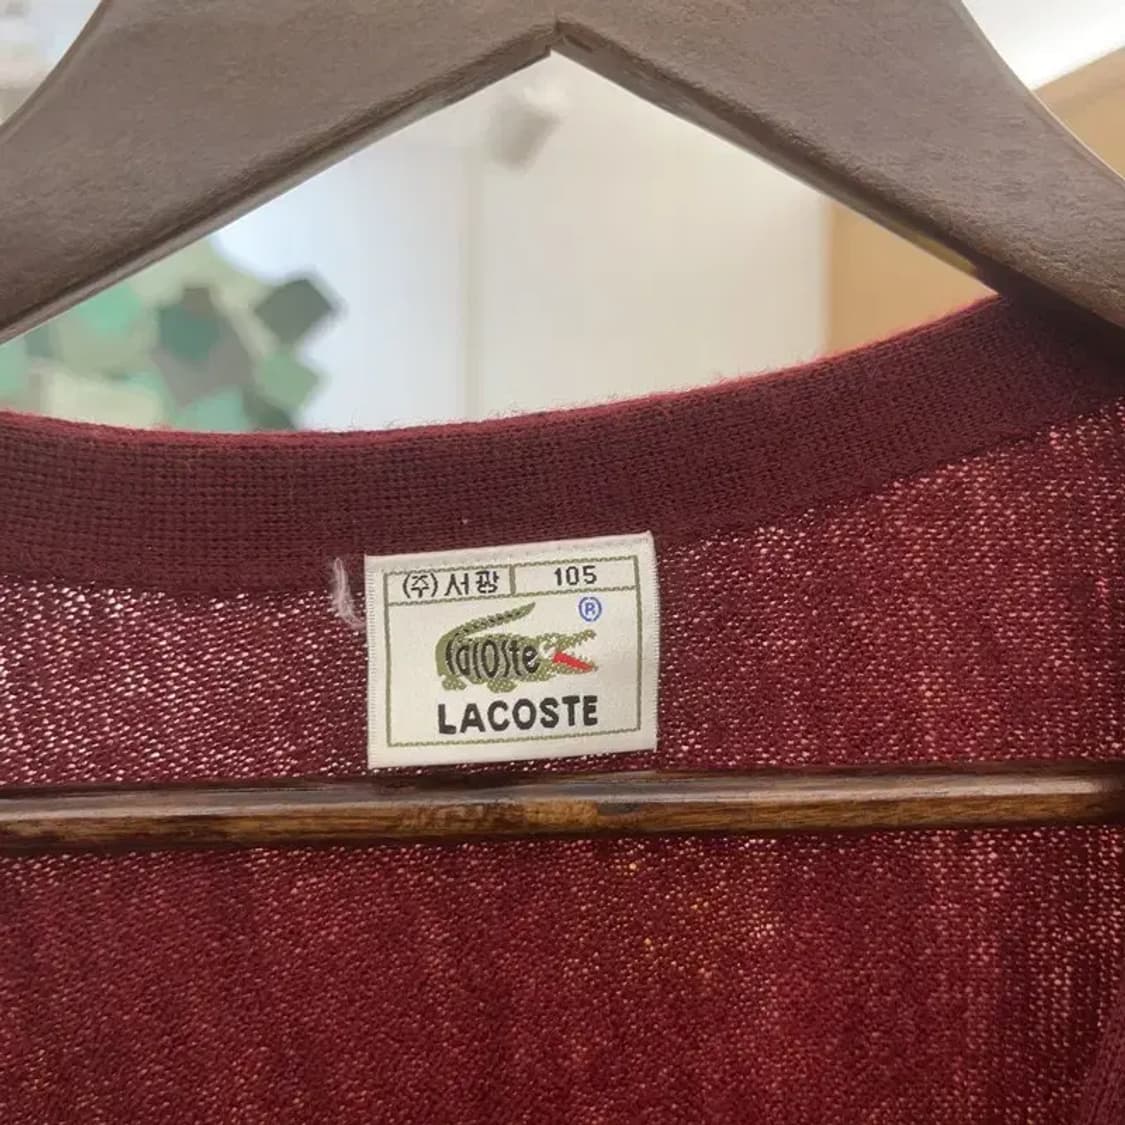 (주)서광 105
®
lacoste
LACOSTE